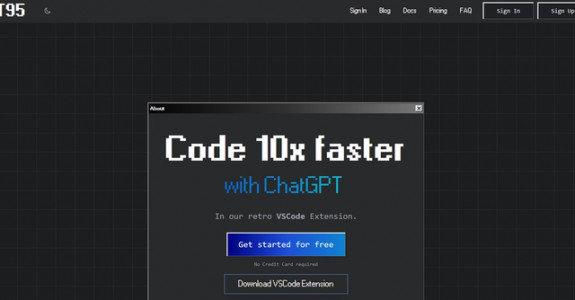 T95
Sign In Blog Docs Pricing FAQ Sign In Sign Up
About
Code 10x faster
with ChatGPT
In our retro VSCode Extension.
Get started for free
No Credit Card required
Download VSCode Extension